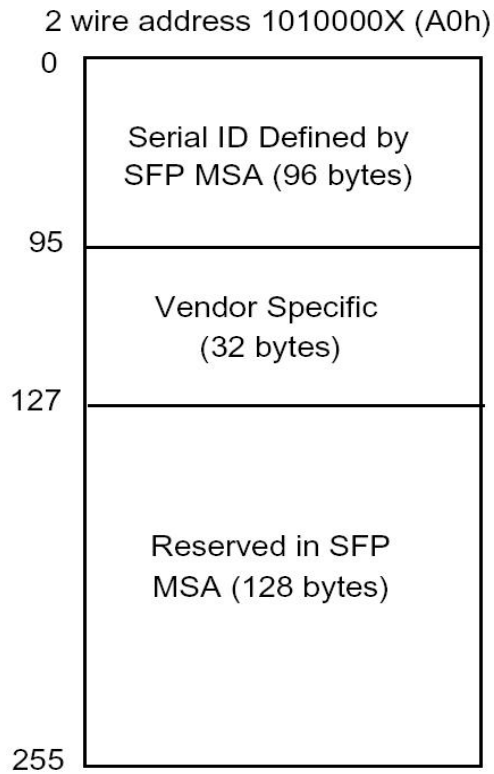 2 wire address 1010000X (A0h)
0
Serial ID Defined by
SFP MSA (96 bytes)
95
Vendor Specific
(32 bytes)
127
Reserved in SFP
MSA (128 bytes)
255